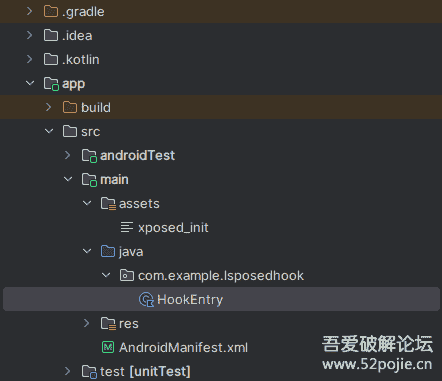 .gradle
.idea
.kotlin
app
build
src
androidTest
main
assets
xposed_init
java
com.example.lsposedhook
HookEntry
res
AndroidManifest.xml
test [unitTest]
吾爱破解论坛
www.52pojie.cn